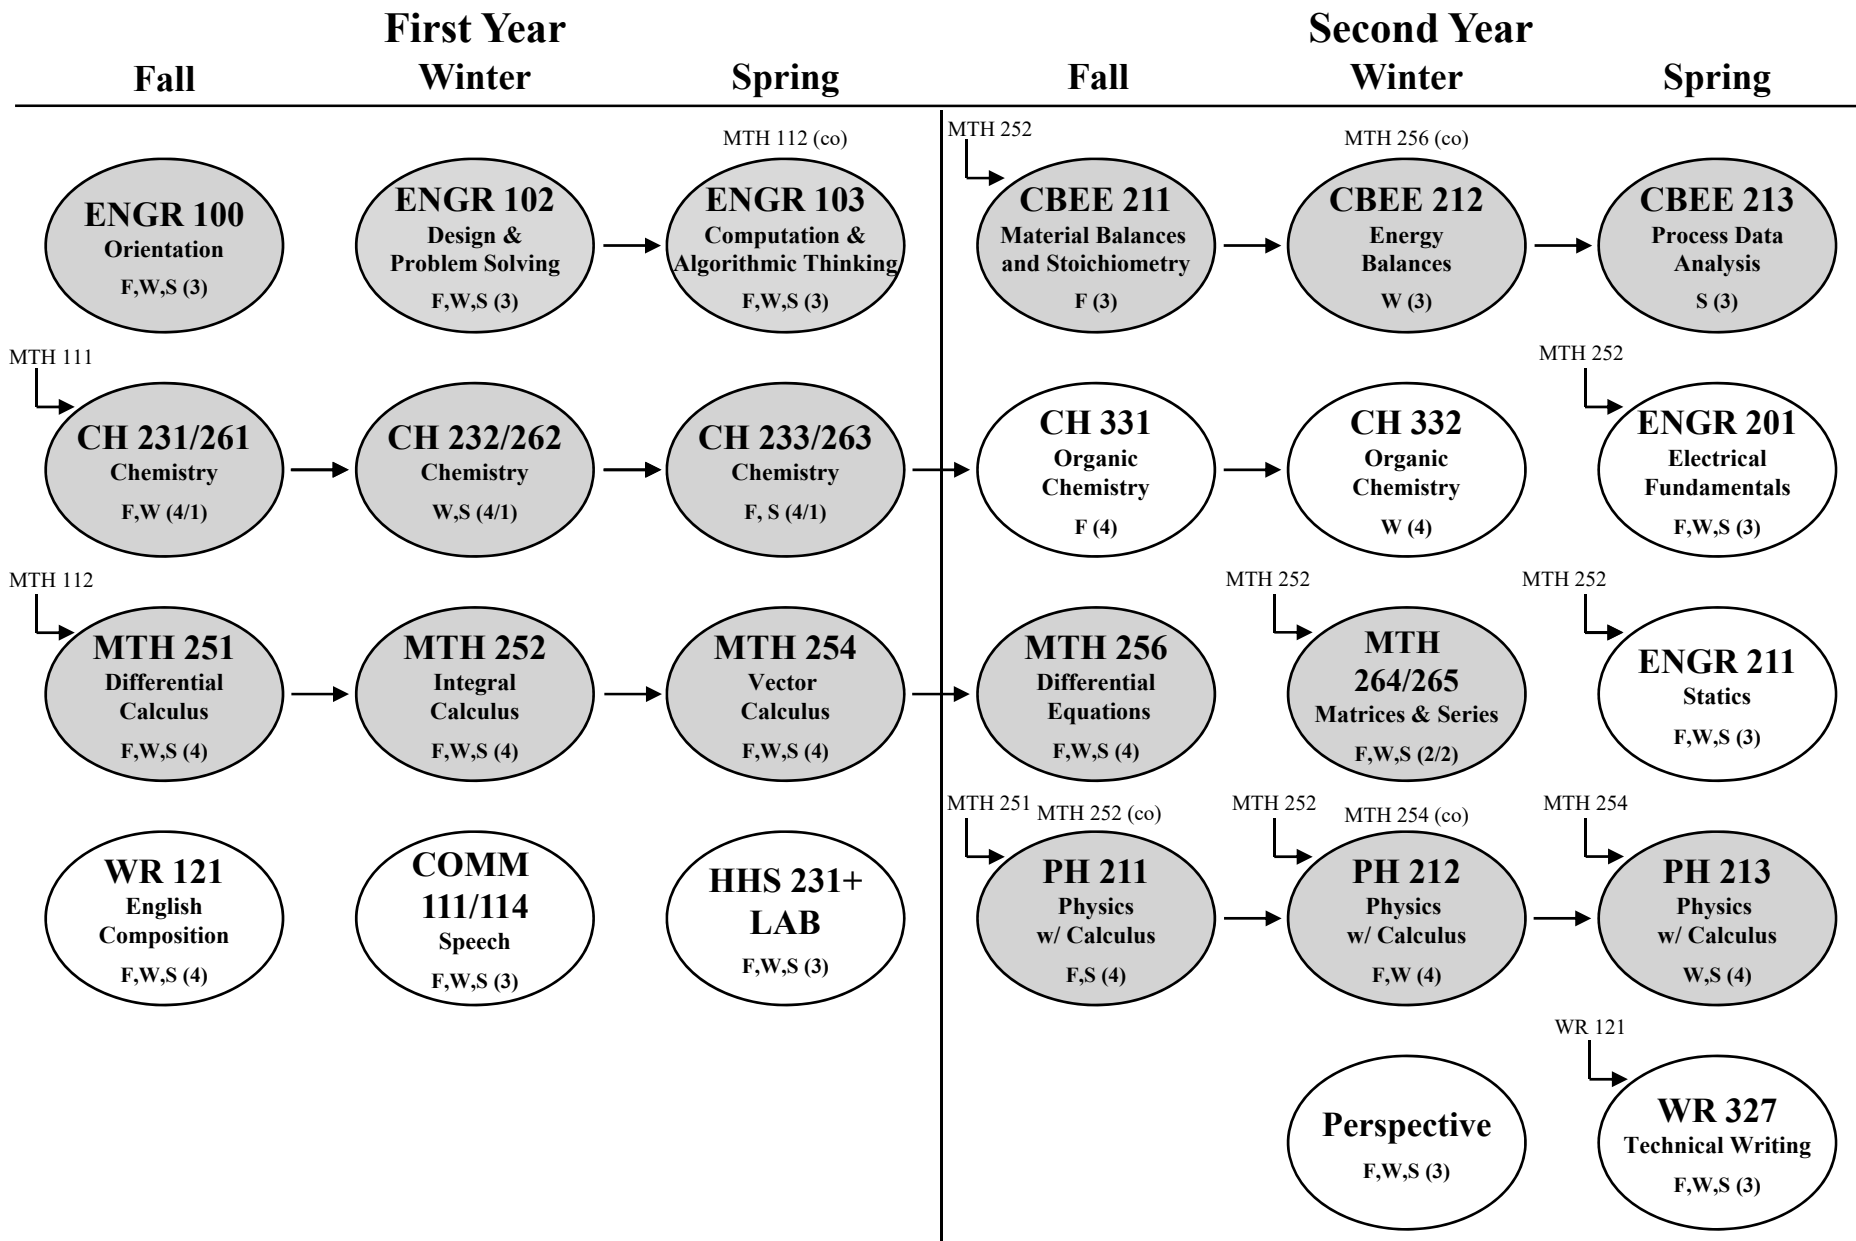 First Year
Second Year
Fall
Winter
Spring
Fall
Winter
Spring
MTH 112 (co)
MTH 252
MTH 256 (co)
ENGR 100
Orientation
F,W,S (3)
ENGR 102
Design &
Problem Solving
F,W,S (3)
ENGR 103
Computation &
Algorithmic Thinking
F,W,S (3)
CBEE 211
Material Balances
and Stoichiometry
F (3)
CBEE 212
Energy
Balances
W (3)
CBEE 213
Process Data
Analysis
S (3)
MTH 111
MTH 252
CH 231/261
Chemistry
F,W (4/1)
CH 232/262
Chemistry
W,S (4/1)
CH 233/263
Chemistry
F, S (4/1)
CH 331
Organic
Chemistry
F (4)
CH 332
Organic
Chemistry
W (4)
ENGR 201
Electrical
Fundamentals
F,W,S (3)
MTH 112
MTH 252
MTH 252
MTH 251
Differential
Calculus
F,W,S (4)
MTH 252
Integral
Calculus
F,W,S (4)
MTH 254
Vector
Calculus
F,W,S (4)
MTH 256
Differential
Equations
F,W,S (4)
MTH
264/265
Matrices & Series
F,W,S (2/2)
ENGR 211
Statics
F,W,S (3)
MTH 251
MTH 252 (co)
MTH 252
MTH 254 (co)
MTH 254
WR 121
English
Composition
F,W,S (4)
COMM
111/114
Speech
F,W,S (3)
HHS 231+
LAB
F,W,S (3)
PH 211
Physics
w/ Calculus
F,S (4)
PH 212
Physics
w/ Calculus
F,W (4)
PH 213
Physics
w/ Calculus
W,S (4)
WR 121
Perspective
F,W,S (3)
WR 327
Technical Writing
F,W,S (3)